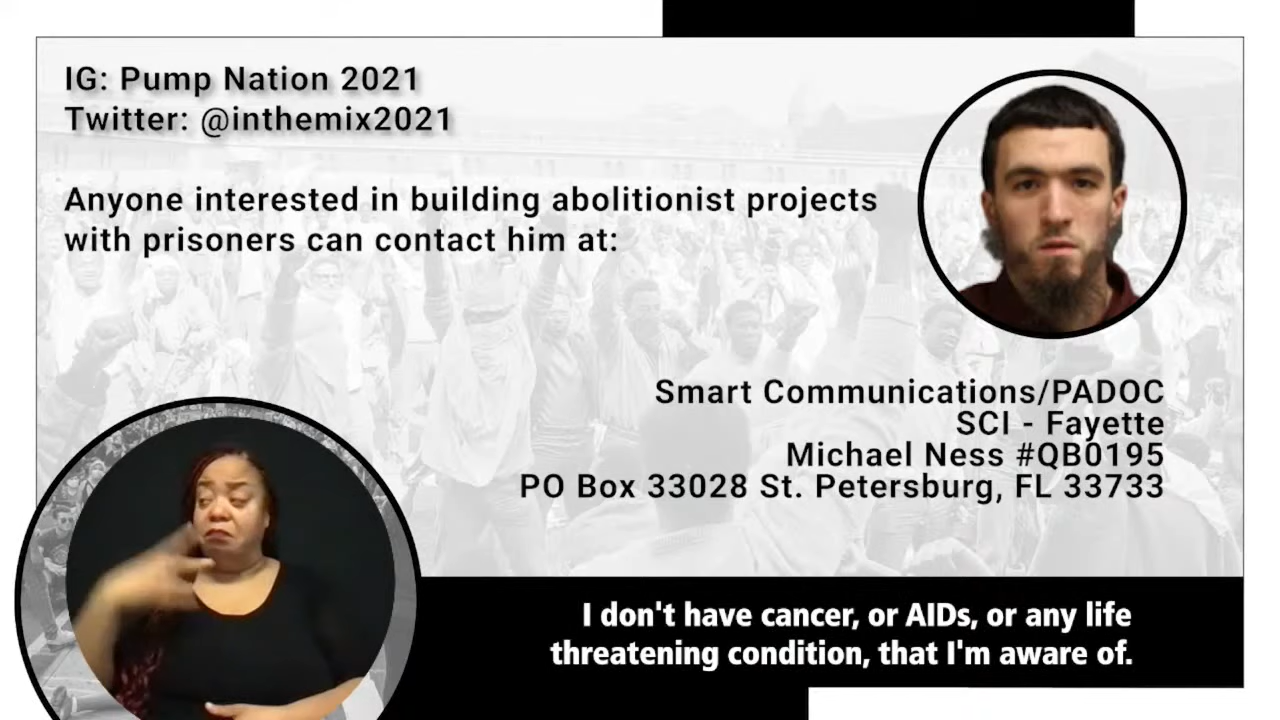 IG: Pump Nation 2021
Twitter: @inthemix2021
Anyone interested in building abolitionist projects
with prisoners can contact him at:
Smart Communications/PADOC
SCI - Fayette
Michael Ness #QB0195
PO Box 33028 St. Petersburg, FL 33733
I don't have cancer, or AIDs, or any life
threatening condition, that I'm aware of.